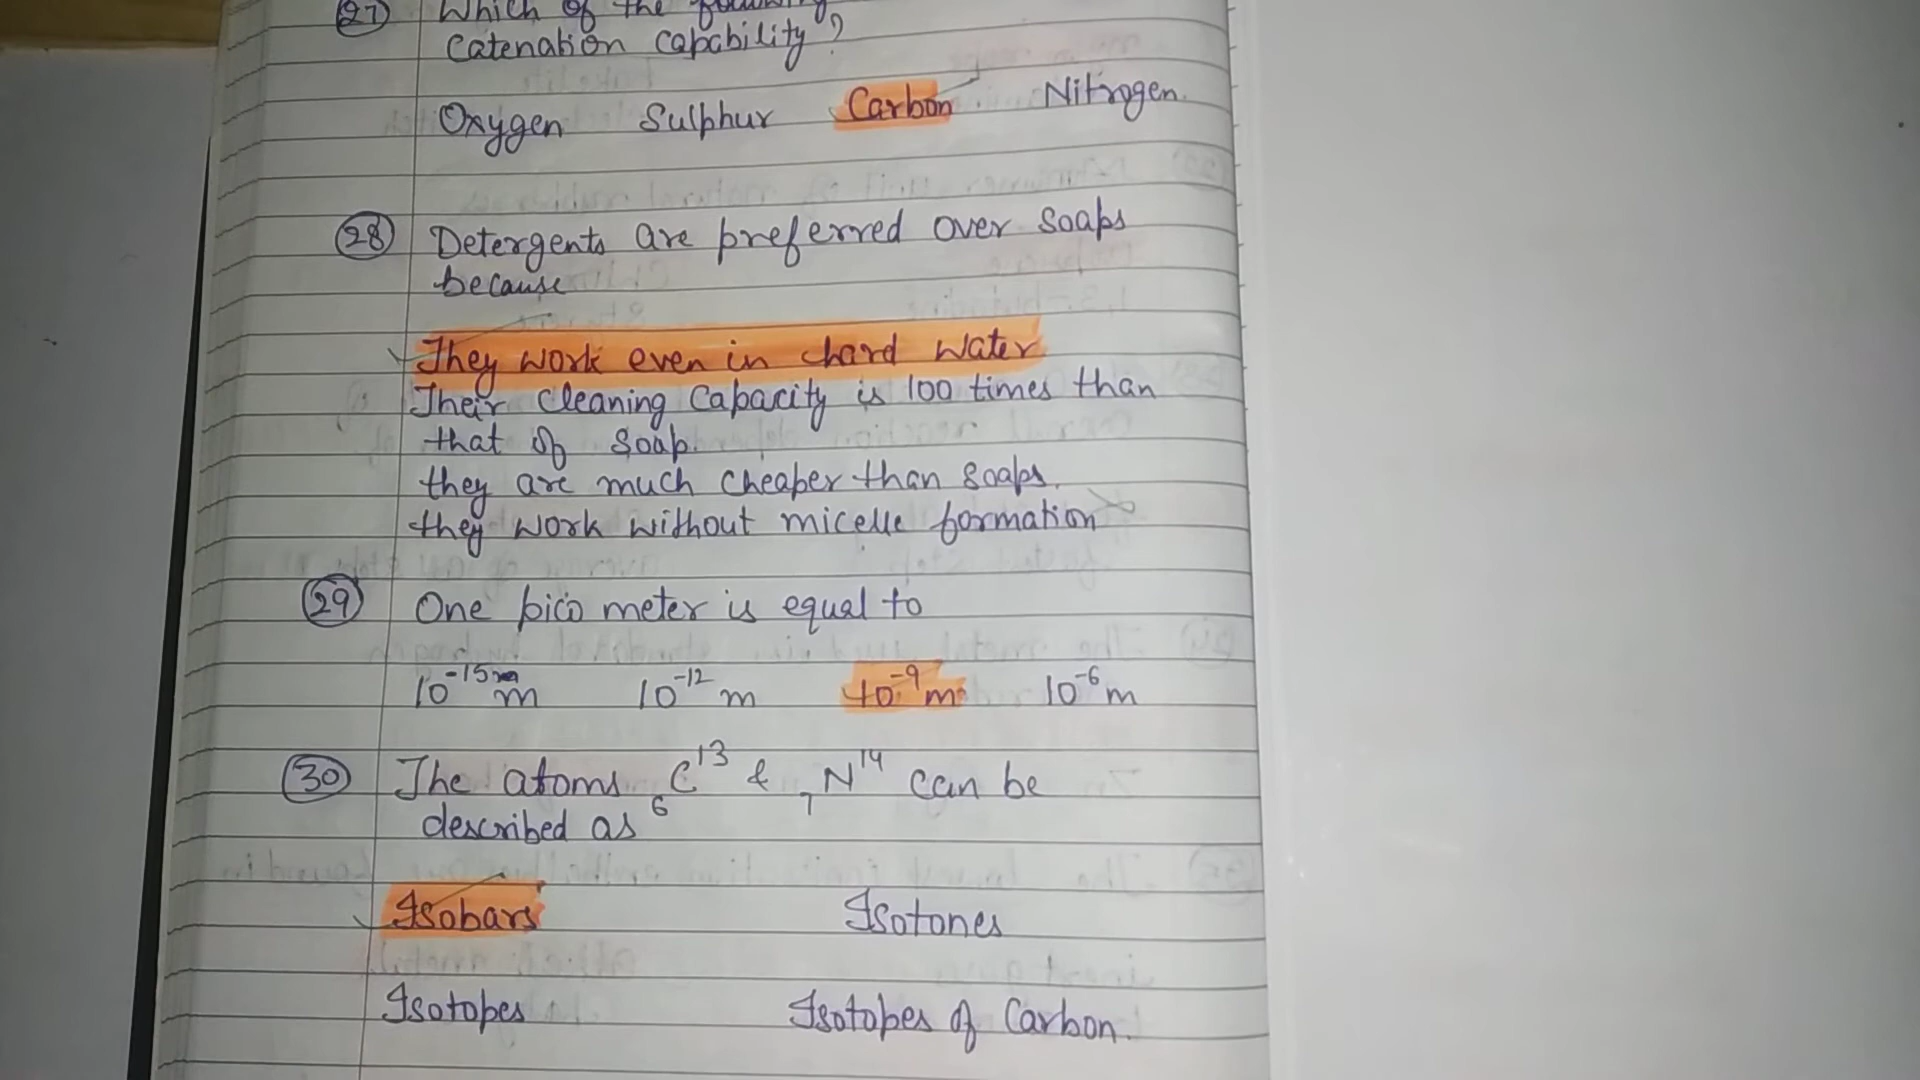 27 Which of the following
Catenation capability?
Oxygen Sulphur Carbon Nitrogen.
28 Detergents are preferred over soaps
because
They work even in hard water
Their cleaning capacity is 100 times than
that of soap.
they are much cheaper than soaps.
they work without micelle formation
29 One pico meter is equal to
10⁻¹⁵m 10⁻¹² m 10⁻⁹ m 10⁻⁶ m
30 The atoms ₆C¹³ & ₇N¹⁴ can be
described as
Isobars Isotones
Isotopes Isotopes of Carbon.